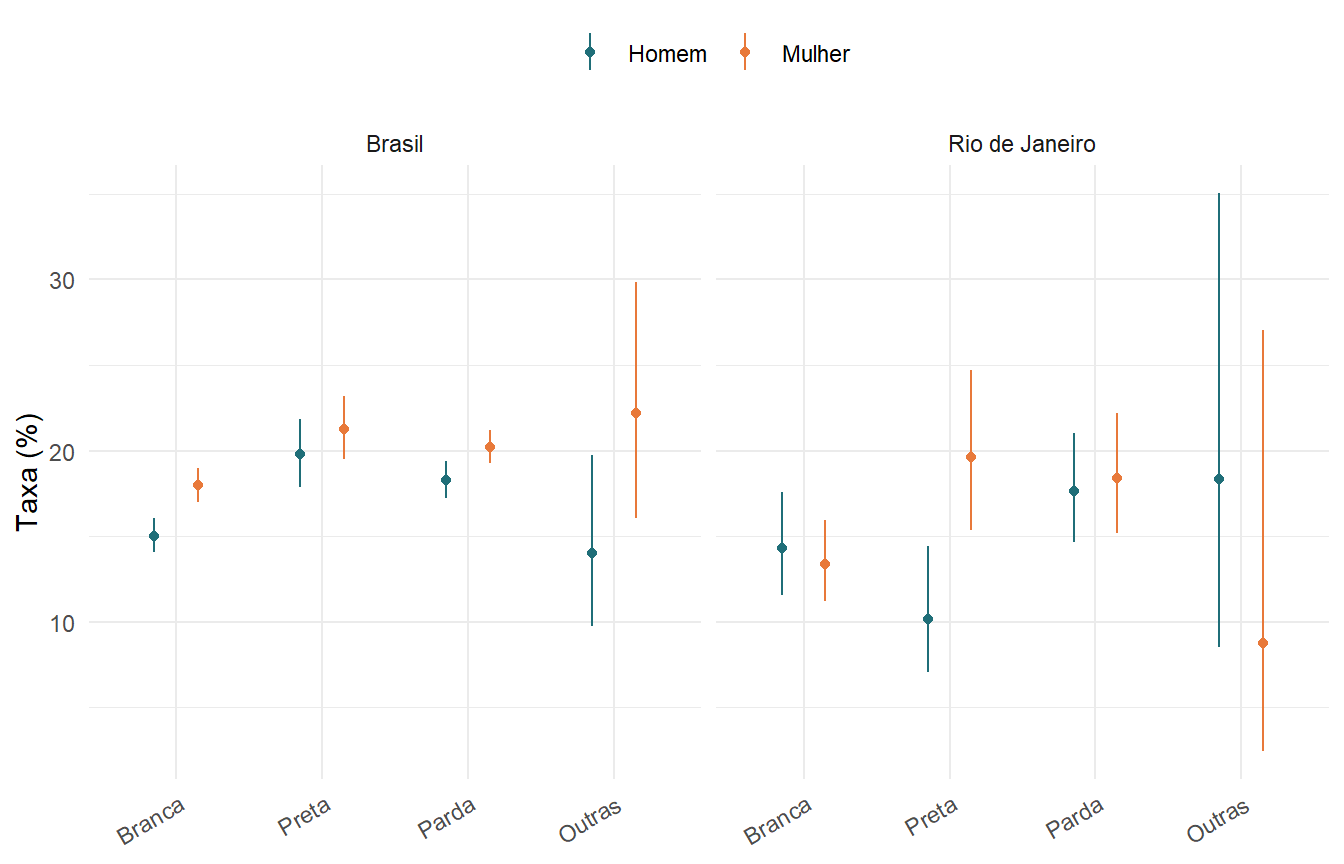 Homem Mulher
Brasil Rio de Janeiro
Taxa (%)
30
20
10
Branca Preta Parda Outras Branca Preta Parda Outras